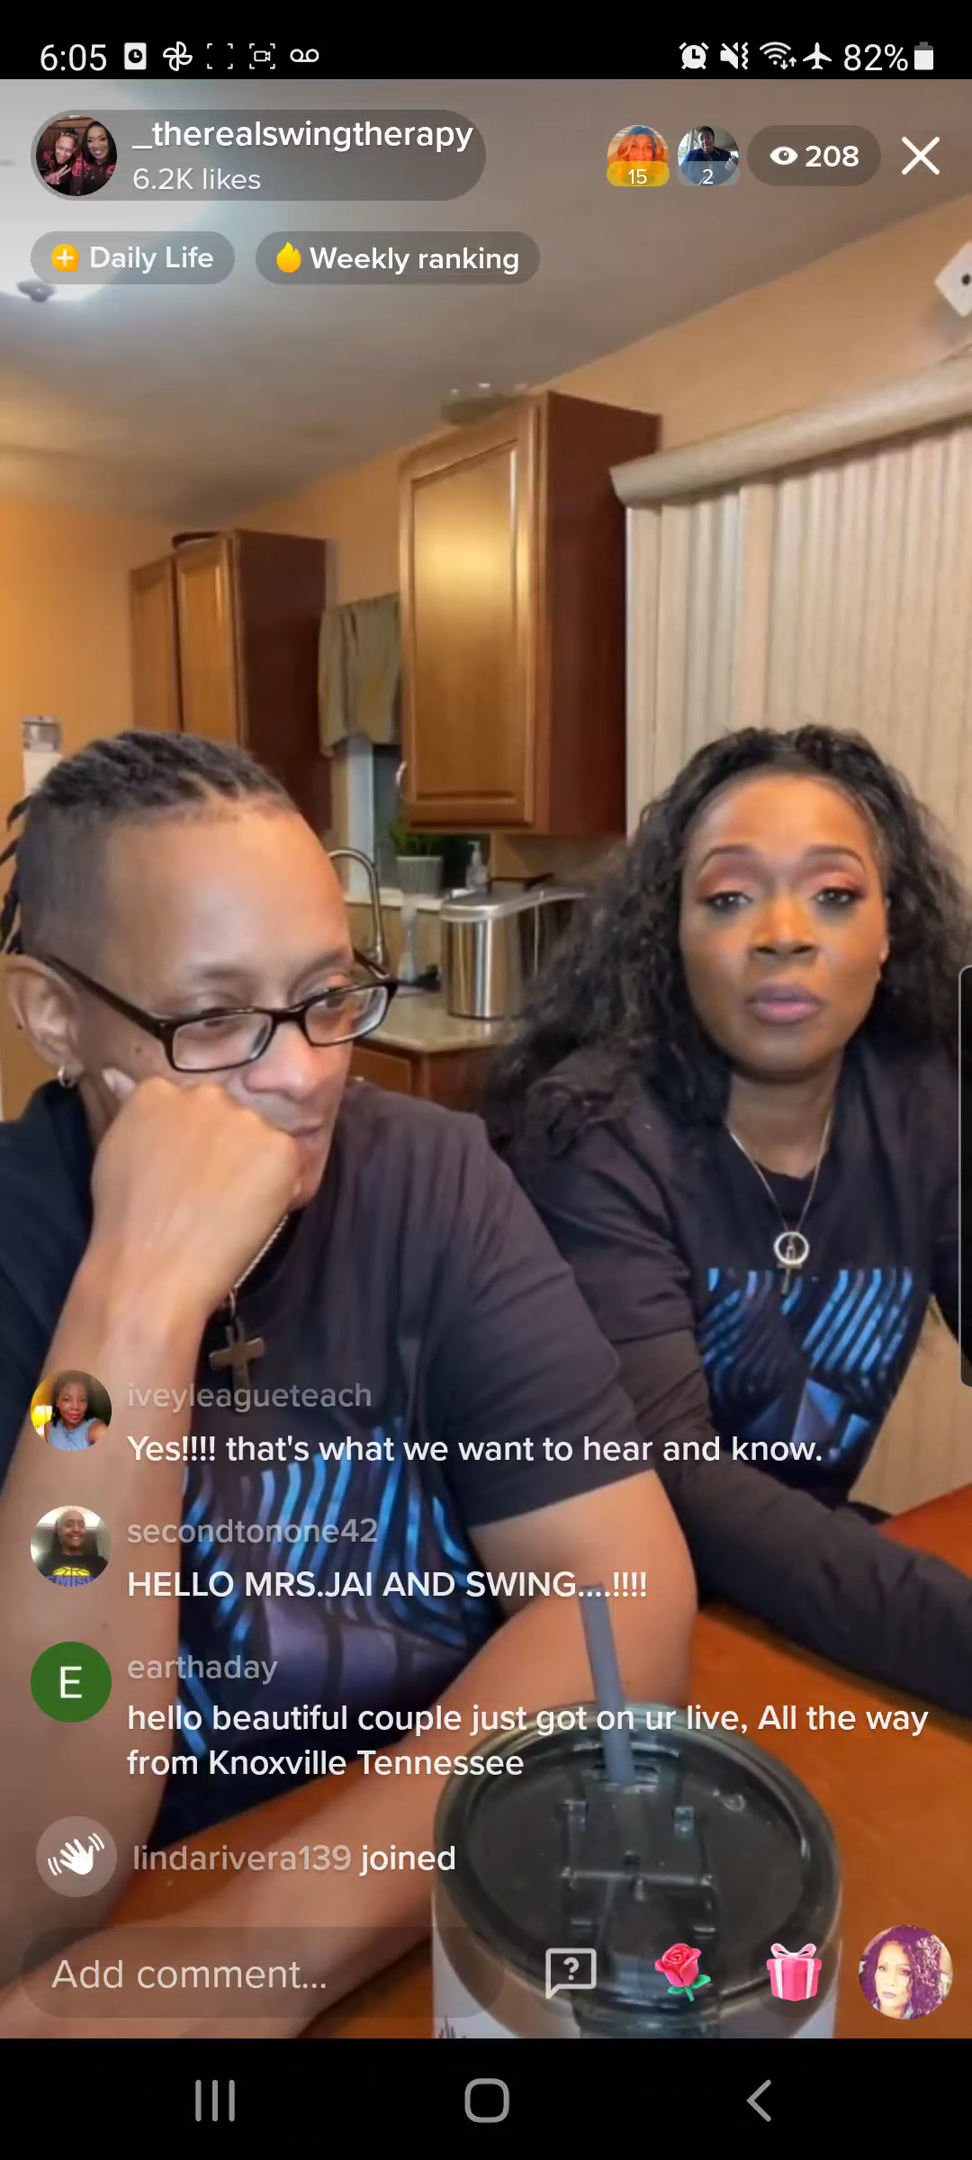 6:05
82%
_therealswingtherapy
6.2K likes
15
2
208
Daily Life
Weekly ranking
iveyleagueteach
Yes!!!! that's what we want to hear and know.
secondtonone42
HELLO MRS.JAI AND SWING....!!!!
E
earthaday
hello beautiful couple just got on ur live, All the way
from Knoxville Tennessee
lindarivera139 joined
Add comment...